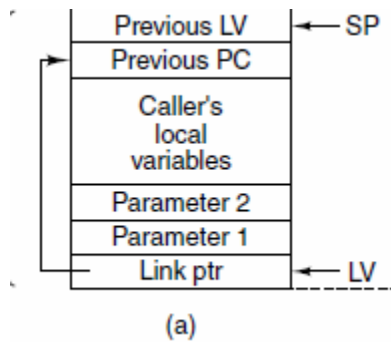 Previous LV
SP
Previous PC
Caller's
local
variables
Parameter 2
Parameter 1
Link ptr
LV
(a)